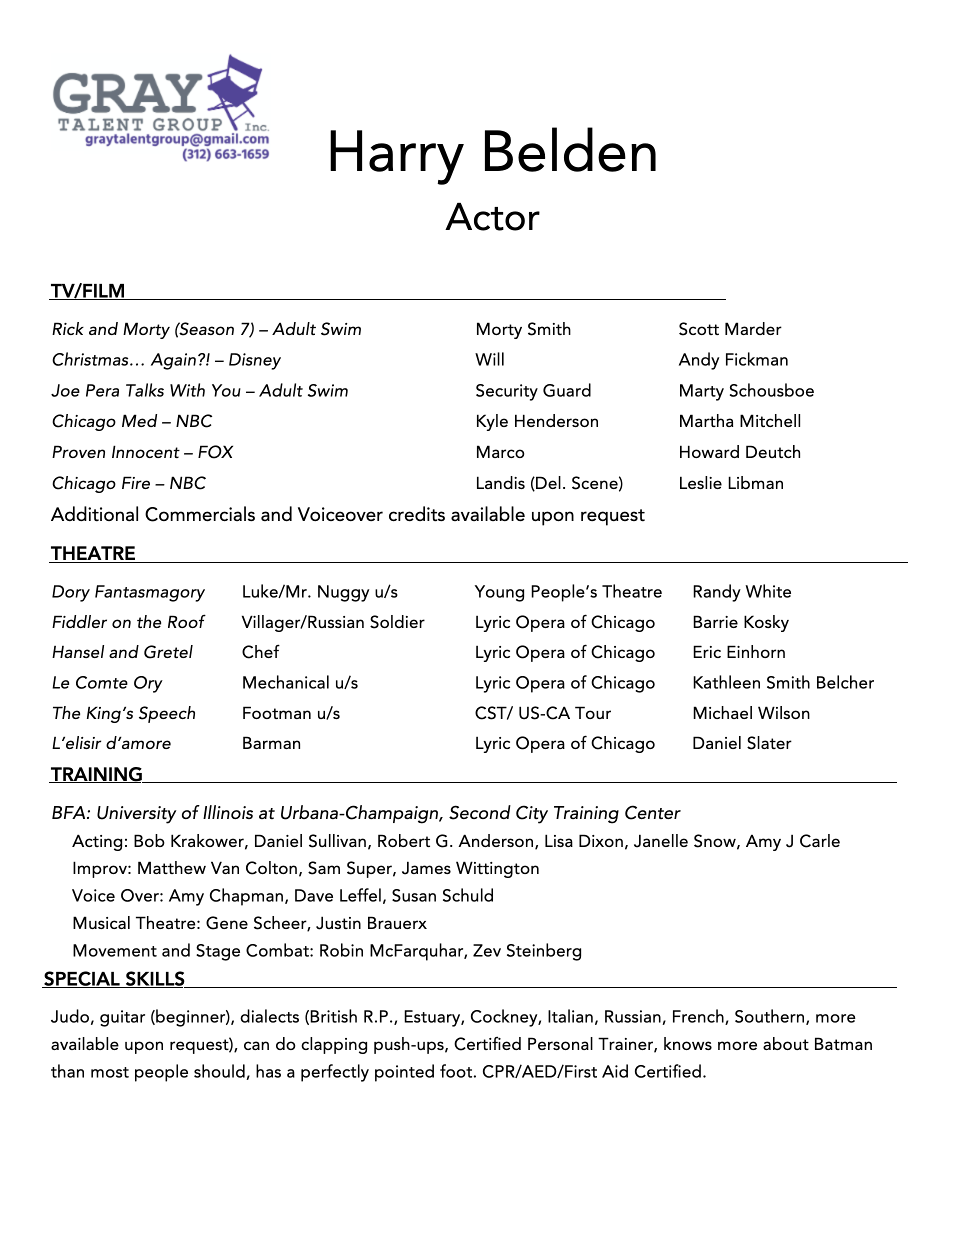 GRAY
TALENT GROUP Inc.
graytalentgroup@gmail.com
(312) 663-1659
Harry Belden
Actor
TV/FILM
Rick and Morty (Season 7) – Adult Swim Morty Smith Scott Marder
Christmas… Again?! – Disney Will Andy Fickman
Joe Pera Talks With You – Adult Swim Security Guard Marty Schousboe
Chicago Med – NBC Kyle Henderson Martha Mitchell
Proven Innocent – FOX Marco Howard Deutch
Chicago Fire – NBC Landis (Del. Scene) Leslie Libman
Additional Commercials and Voiceover credits available upon request
THEATRE
Dory Fantasmagory Luke/Mr. Nuggy u/s Young People’s Theatre Randy White
Fiddler on the Roof Villager/Russian Soldier Lyric Opera of Chicago Barrie Kosky
Hansel and Gretel Chef Lyric Opera of Chicago Eric Einhorn
Le Comte Ory Mechanical u/s Lyric Opera of Chicago Kathleen Smith Belcher
The King’s Speech Footman u/s CST/ US-CA Tour Michael Wilson
L’elisir d’amore Barman Lyric Opera of Chicago Daniel Slater
TRAINING
BFA: University of Illinois at Urbana-Champaign, Second City Training Center
Acting: Bob Krakower, Daniel Sullivan, Robert G. Anderson, Lisa Dixon, Janelle Snow, Amy J Carle
Improv: Matthew Van Colton, Sam Super, James Wittington
Voice Over: Amy Chapman, Dave Leffel, Susan Schuld
Musical Theatre: Gene Scheer, Justin Brauerx
Movement and Stage Combat: Robin McFarquhar, Zev Steinberg
SPECIAL SKILLS
Judo, guitar (beginner), dialects (British R.P., Estuary, Cockney, Italian, Russian, French, Southern, more
available upon request), can do clapping push-ups, Certified Personal Trainer, knows more about Batman
than most people should, has a perfectly pointed foot. CPR/AED/First Aid Certified.